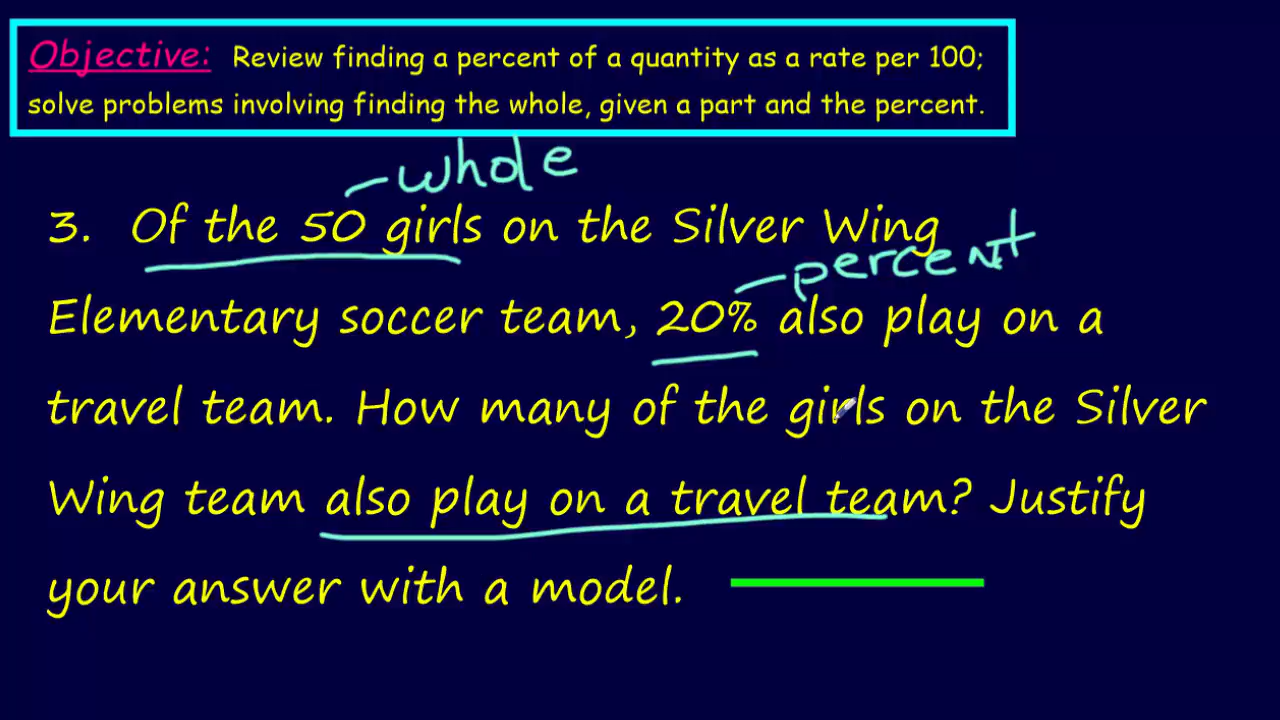 Objective: Review finding a percent of a quantity as a rate per 100;
solve problems involving finding the whole, given a part and the percent.
whole
3. Of the 50 girls on the Silver Wing
percent
Elementary soccer team, 20% also play on a
travel team. How many of the girls on the Silver
Wing team also play on a travel team? Justify
your answer with a model.